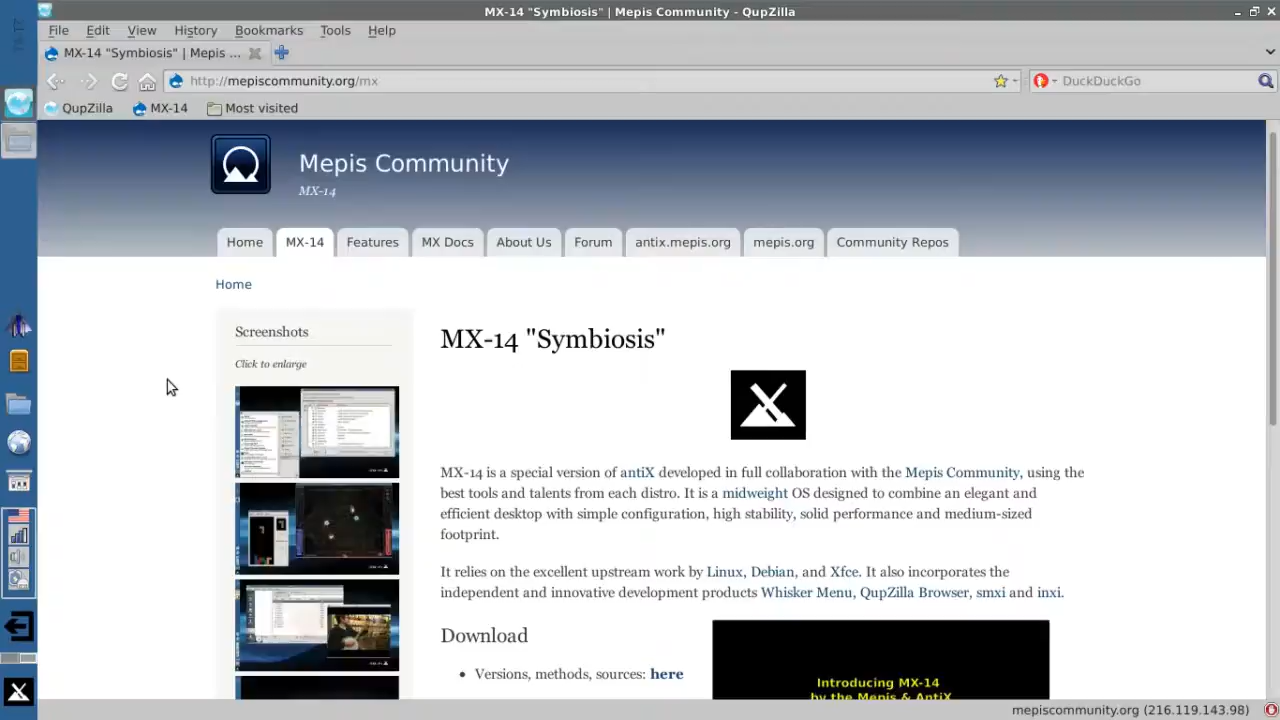 MX-14 "Symbiosis" | Mepis Community - QupZilla
File Edit View History Bookmarks Tools Help
MX-14 "Symbiosis" | Mepis ...
http://mepiscommunity.org/mx
DuckDuckGo
QupZilla MX-14 Most visited
Mepis Community
MX-14
Home MX-14 Features MX Docs About Us Forum antix.mepis.org mepis.org Community Repos
Home
Screenshots
Click to enlarge
MX-14 "Symbiosis"
MX-14 is a special version of antiX developed in full collaboration with the Mepis Community, using the
best tools and talents from each distro. It is a midweight OS designed to combine an elegant and
efficient desktop with simple configuration, high stability, solid performance and medium-sized
footprint.
It relies on the excellent upstream work by Linux, Debian, and Xfce. It also incorporates the
independent and innovative development products Whisker Menu, QupZilla Browser, smxi and inxi.
Download
• Versions, methods, sources: here
Introducing MX-14
by the Mepis & AntiX
mepiscommunity.org (216.119.143.98)